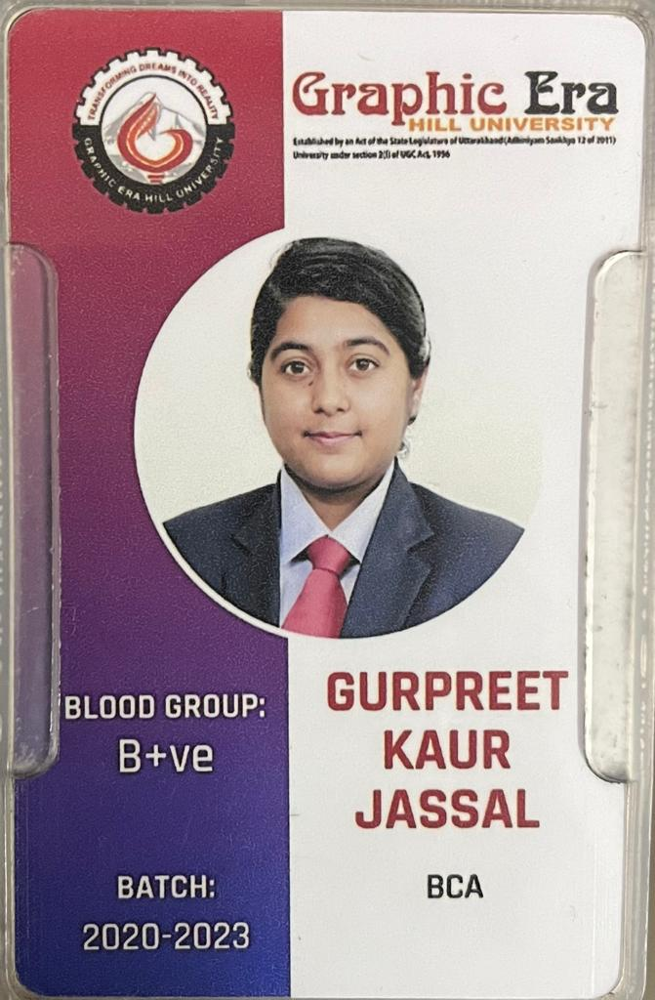 TRANSFORMING DREAMS INTO REALITY
GRAPHIC ERA HILL UNIVERSITY
Graphic Era
HILL UNIVERSITY
Established by an Act of the State Legislature of Uttarakhand (Adhiniyam Sankhya 12 of 2011)
University under section 2(f) of UGC Act, 1956
BLOOD GROUP:
B+ve
GURPREET
KAUR
JASSAL
BATCH:
2020-2023
BCA